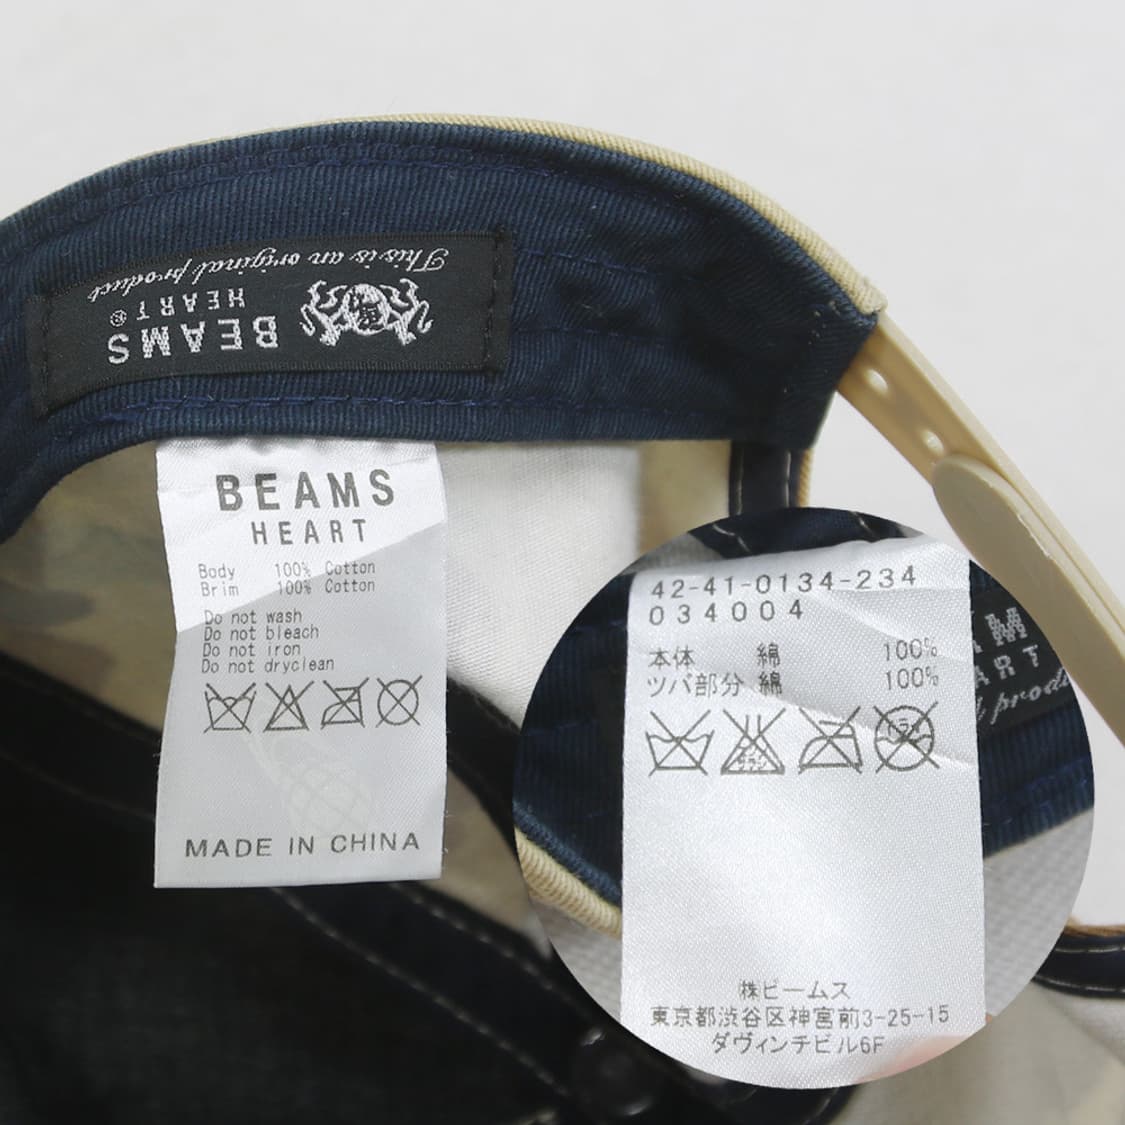 This is an original product
BEAMS
HEART®
BEAMS
HEART
Body 100% Cotton
Brim 100% Cotton
Do not wash
Do not bleach
Do not iron
Do not dryclean
MADE IN CHINA
42-41-0134-234
034004
本体 綿 100%
ツバ部分 綿 100%
㈱ビームス
東京都渋谷区神宮前3-25-15
ダヴィンチビル6F